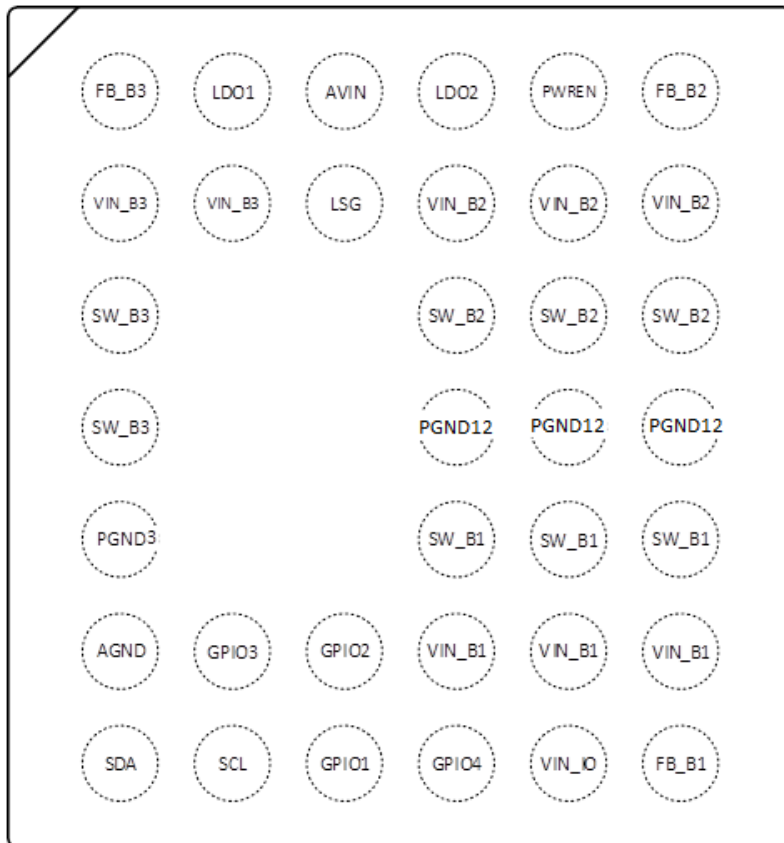 FB_B3 LDO1 AVIN LDO2 PWREN FB_B2
VIN_B3 VIN_B3 LSG VIN_B2 VIN_B2 VIN_B2
SW_B3 SW_B2 SW_B2 SW_B2
SW_B3 PGND12 PGND12 PGND12
PGND3 SW_B1 SW_B1 SW_B1
AGND GPIO3 GPIO2 VIN_B1 VIN_B1 VIN_B1
SDA SCL GPIO1 GPIO4 VIN_IO FB_B1